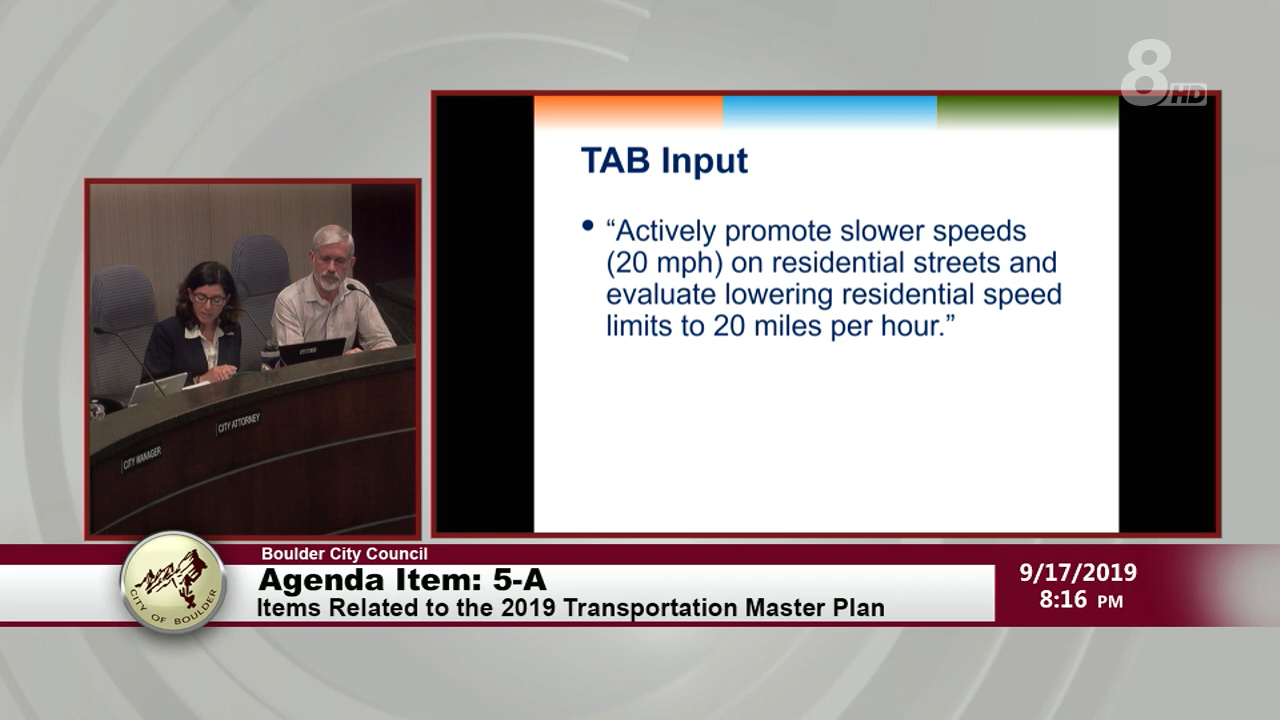 8
HD
TAB Input
• “Actively promote slower speeds
(20 mph) on residential streets and
evaluate lowering residential speed
limits to 20 miles per hour.”
CITY ATTORNEY
CITY MANAGER
Boulder City Council
Agenda Item: 5-A
Items Related to the 2019 Transportation Master Plan
9/17/2019
8:16 PM
CITY OF BOULDER